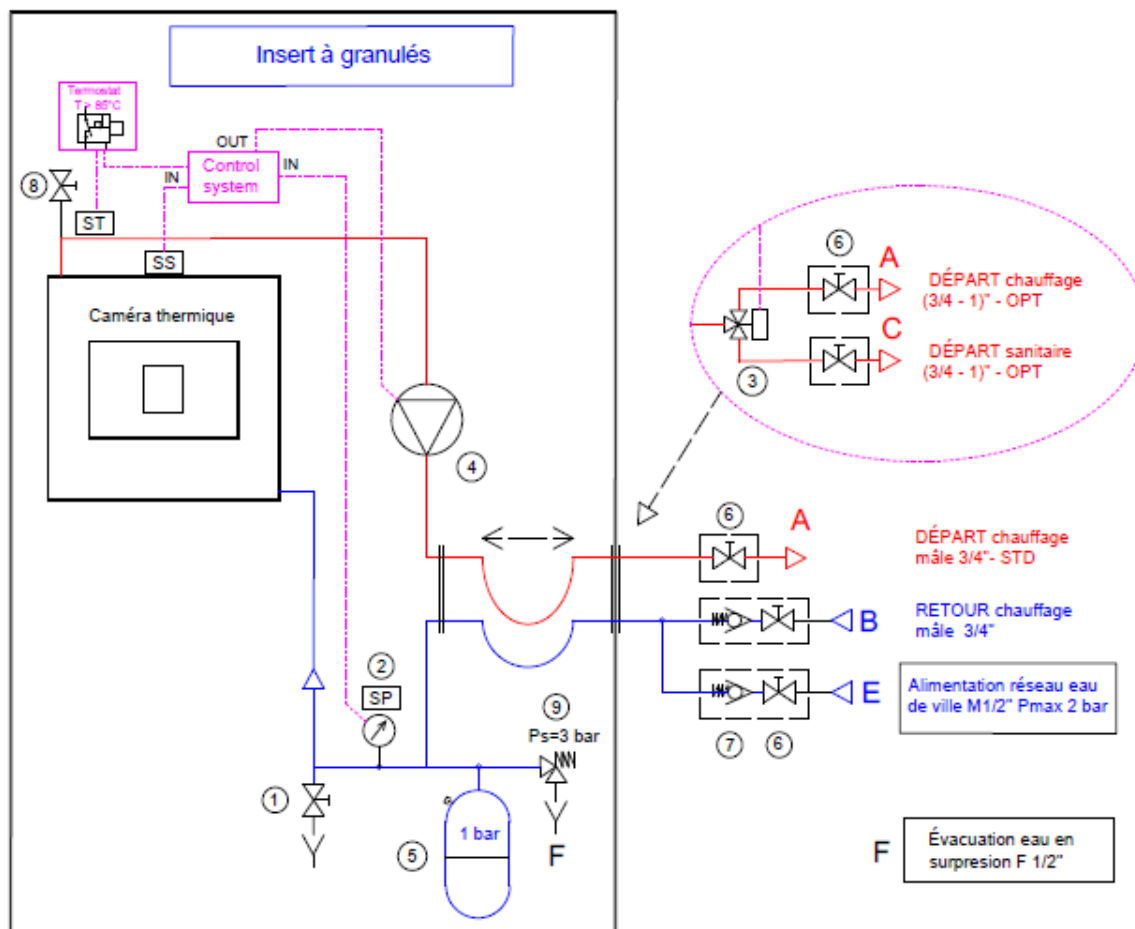 Insert à granulés
Termostat
T > 85°C
OUT
Control
system
IN
IN
8
ST
SS
Caméra thermique
4
6
A
DÉPART chauffage
(3/4 - 1)" - OPT
C
DÉPART sanitaire
(3/4 - 1)" - OPT
3
6
A
DÉPART chauffage
mâle 3/4"- STD
B
RETOUR chauffage
mâle 3/4"
E
Alimentation réseau eau
de ville M1/2" Pmax 2 bar
7
6
2
SP
9
Ps=3 bar
1
1 bar
5
F
F
Évacuation eau en
surpresion F 1/2"